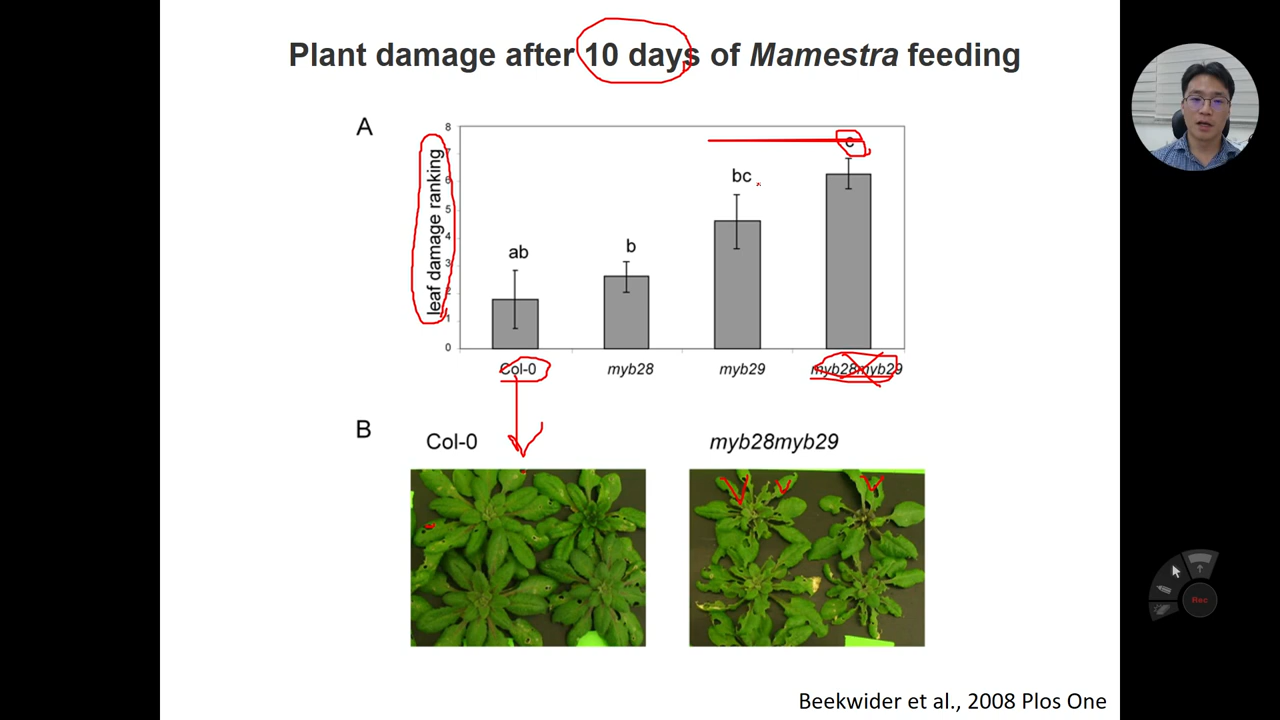 Plant damage after 10 days of Mamestra feeding
A
leaf damage ranking
8
7
6
5
4
3
2
1
0
ab
b
bc
c
Col-0
myb28
myb29
myb28myb29
B
Col-0
myb28myb29
Rec
Beekwider et al., 2008 Plos One